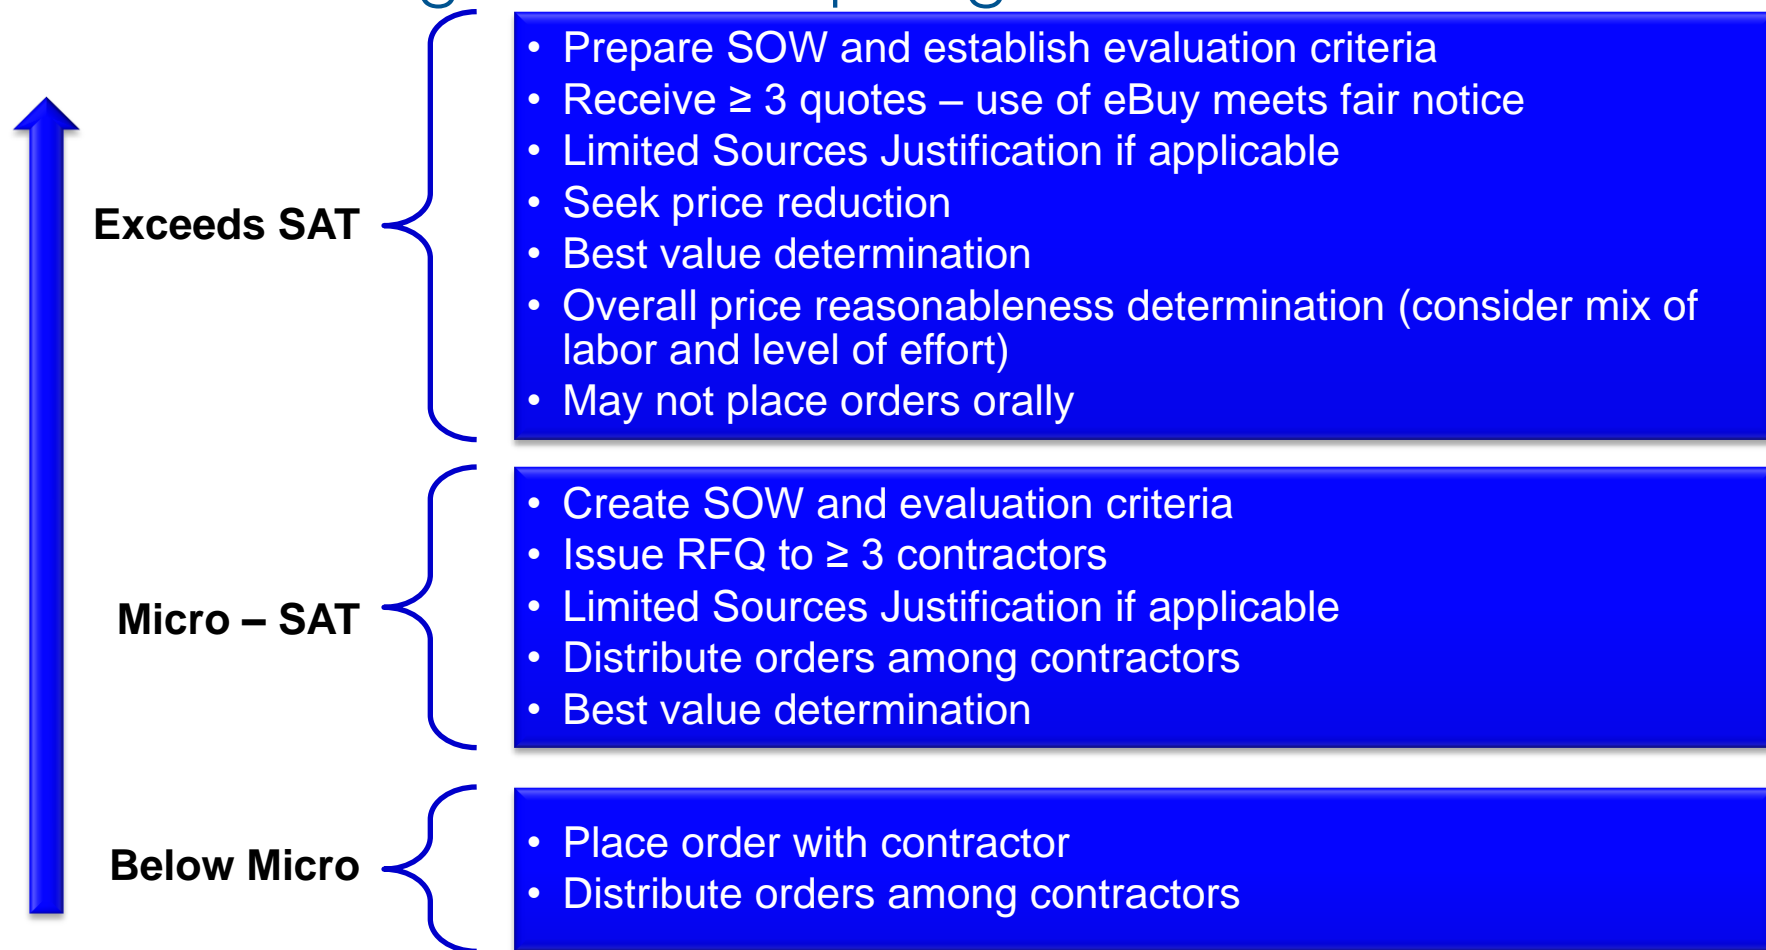 • Prepare SOW and establish evaluation criteria
• Receive ≥ 3 quotes – use of eBuy meets fair notice
• Limited Sources Justification if applicable
• Seek price reduction
• Best value determination
• Overall price reasonableness determination (consider mix of
labor and level of effort)
• May not place orders orally
Exceeds SAT
• Create SOW and evaluation criteria
• Issue RFQ to ≥ 3 contractors
• Limited Sources Justification if applicable
• Distribute orders among contractors
• Best value determination
Micro – SAT
• Place order with contractor
• Distribute orders among contractors
Below Micro